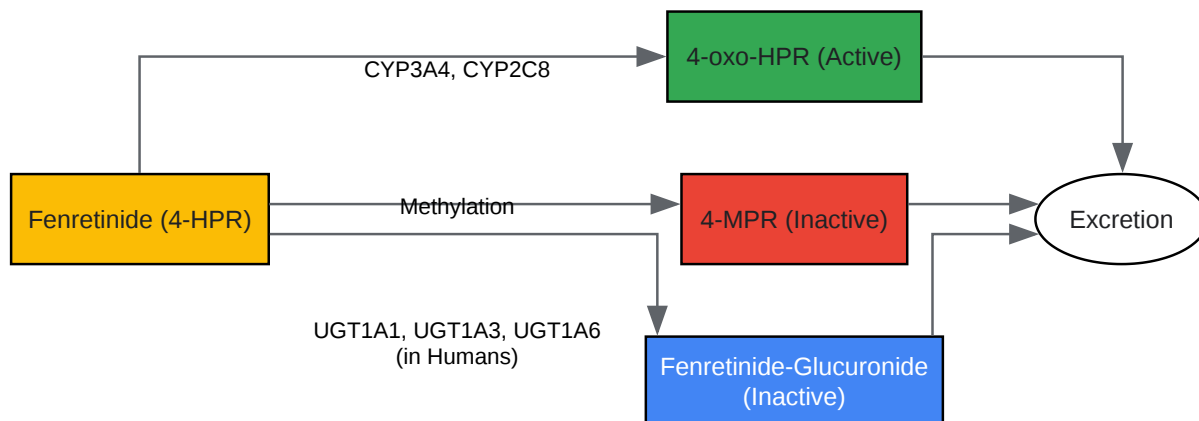 4-oxo-HPR (Active)
CYP3A4, CYP2C8
Fenretinide (4-HPR)
Methylation
4-MPR (Inactive)
Excretion
UGT1A1, UGT1A3, UGT1A6
(in Humans)
Fenretinide-Glucuronide
(Inactive)